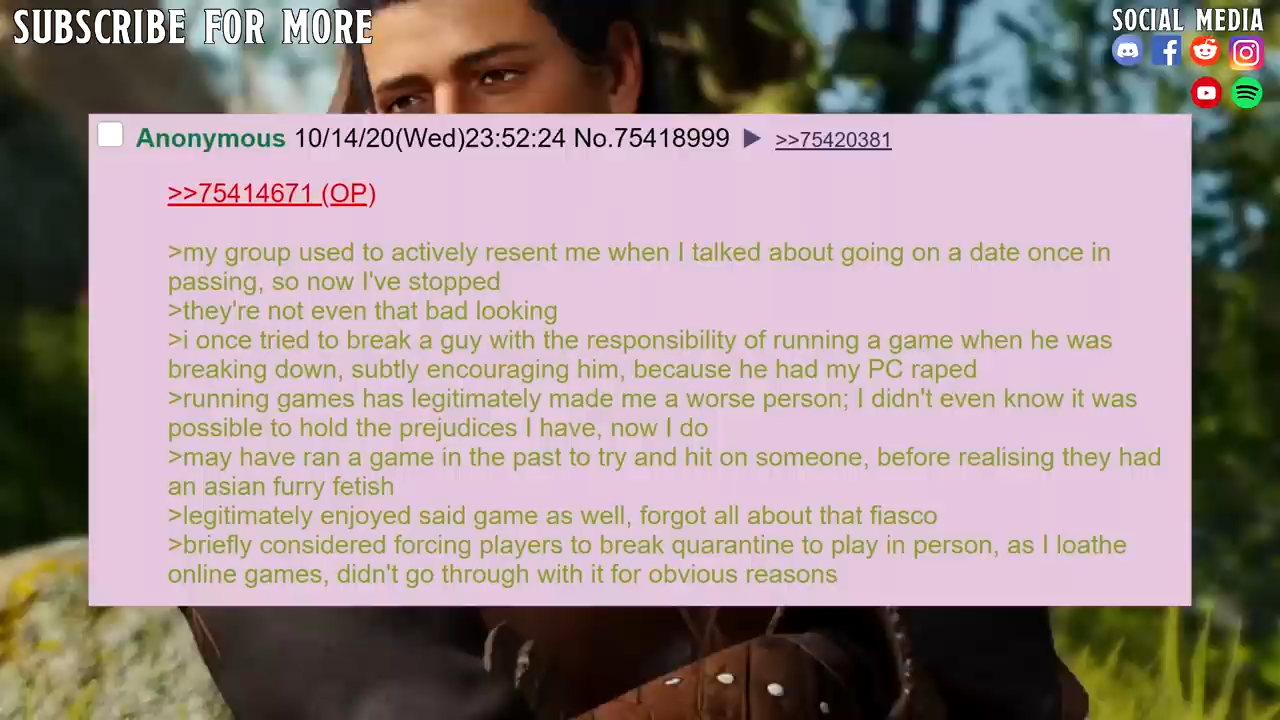 SUBSCRIBE FOR MORE
SOCIAL MEDIA
Anonymous 10/14/20(Wed)23:52:24 No.75418999 ▶ >>75420381
>>75414671 (OP)
>my group used to actively resent me when I talked about going on a date once in
passing, so now I've stopped
>they're not even that bad looking
>i once tried to break a guy with the responsibility of running a game when he was
breaking down, subtly encouraging him, because he had my PC raped
>running games has legitimately made me a worse person; I didn't even know it was
possible to hold the prejudices I have, now I do
>may have ran a game in the past to try and hit on someone, before realising they had
an asian furry fetish
>legitimately enjoyed said game as well, forgot all about that fiasco
>briefly considered forcing players to break quarantine to play in person, as I loathe
online games, didn't go through with it for obvious reasons